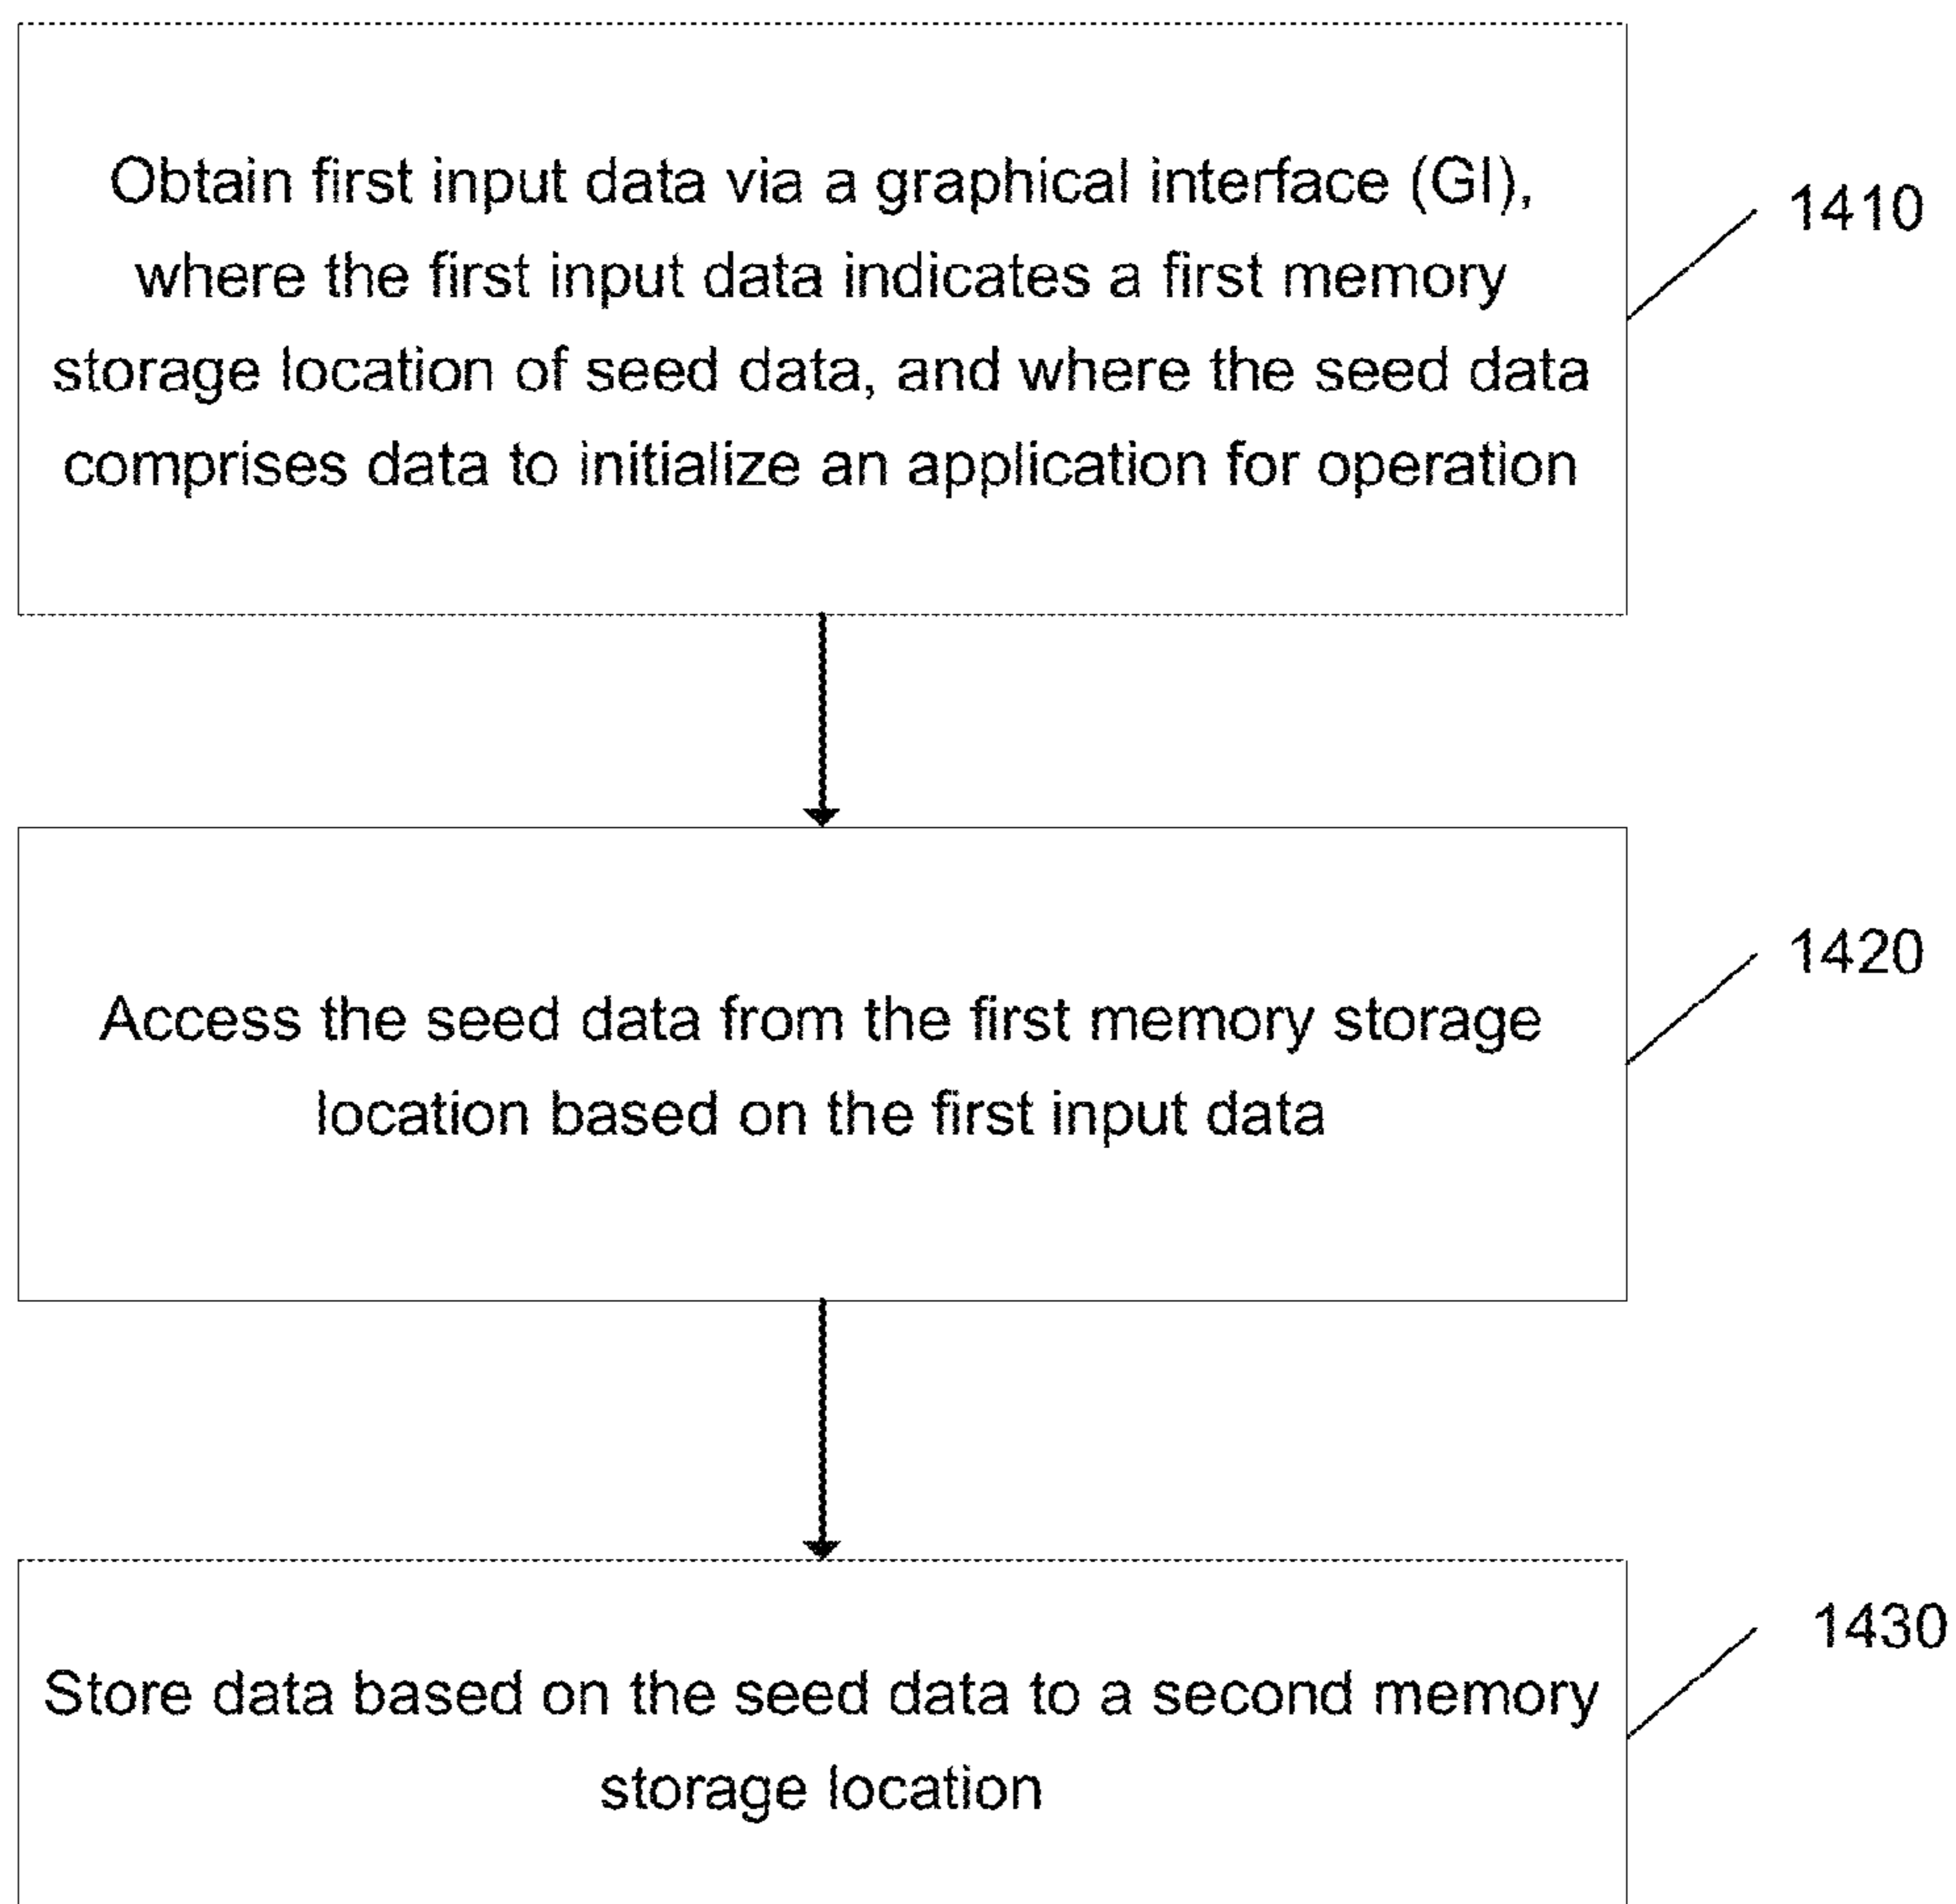 Obtain first input data via a graphical interface (GI),
where the first input data indicates a first memory
storage location of seed data, and where the seed data
comprises data to initialize an application for operation
1410
Access the seed data from the first memory storage
location based on the first input data
1420
Store data based on the seed data to a second memory
storage location
1430